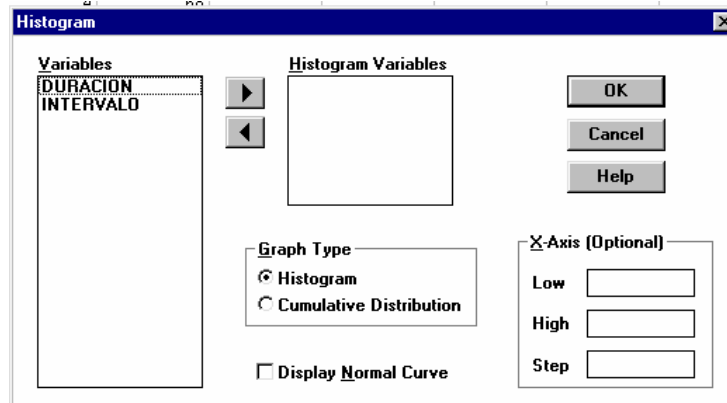 Histogram
Variables
DURACION
INTERVALO
Histogram Variables
OK
Cancel
Help
Graph Type
Histogram
Cumulative Distribution
Display Normal Curve
X-Axis (Optional)
Low
High
Step